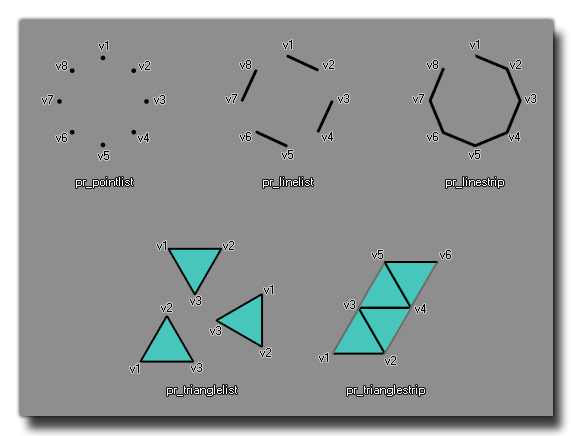 v1 v1 v1
v8 v2 v8 v2 v8 v2
v7 v3 v7 v3 v7 v3
v6 v4 v6 v4 v6 v4
v5 v5 v5
pr_pointlist pr_linelist pr_linestrip
v1 v2 v5 v6
v3 v1
v2 v3 v3 v4
v1 v3 v2 v1 v2
pr_trianglelist pr_trianglestrip